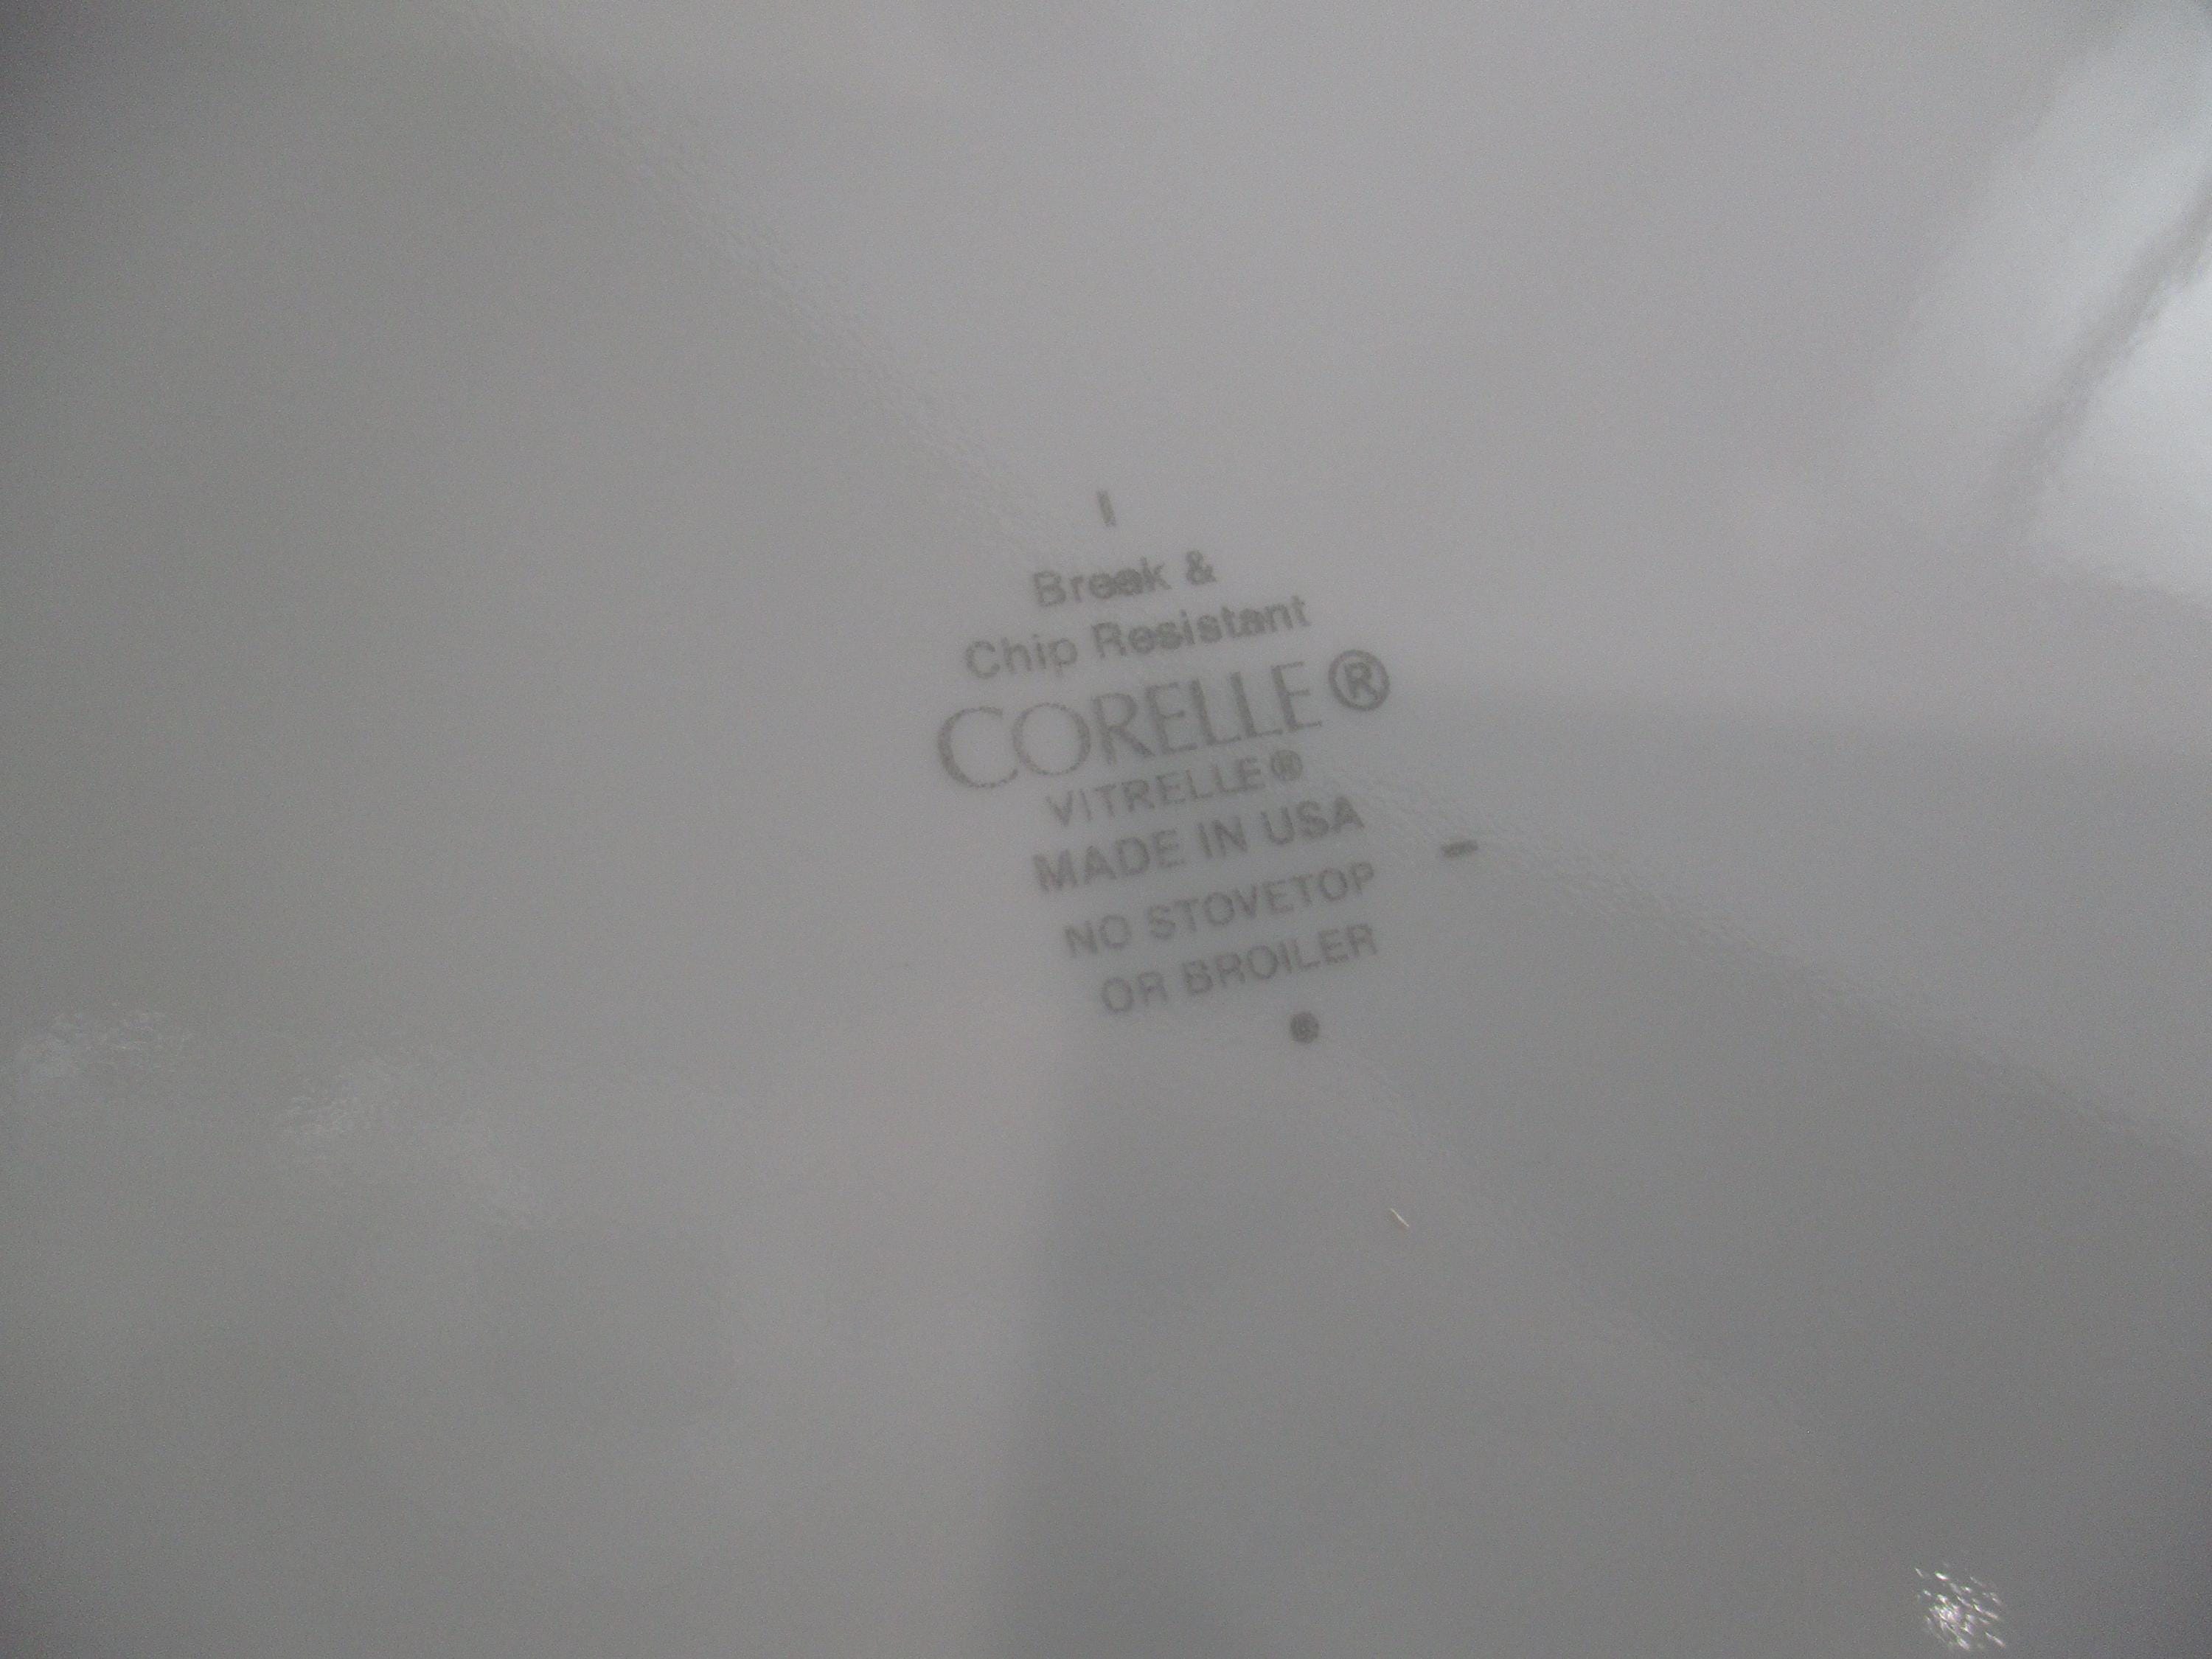 Break &
Chip Resistant
CORELLE®
VITRELLE®
MADE IN USA
NO STOVETOP
OR BROILER